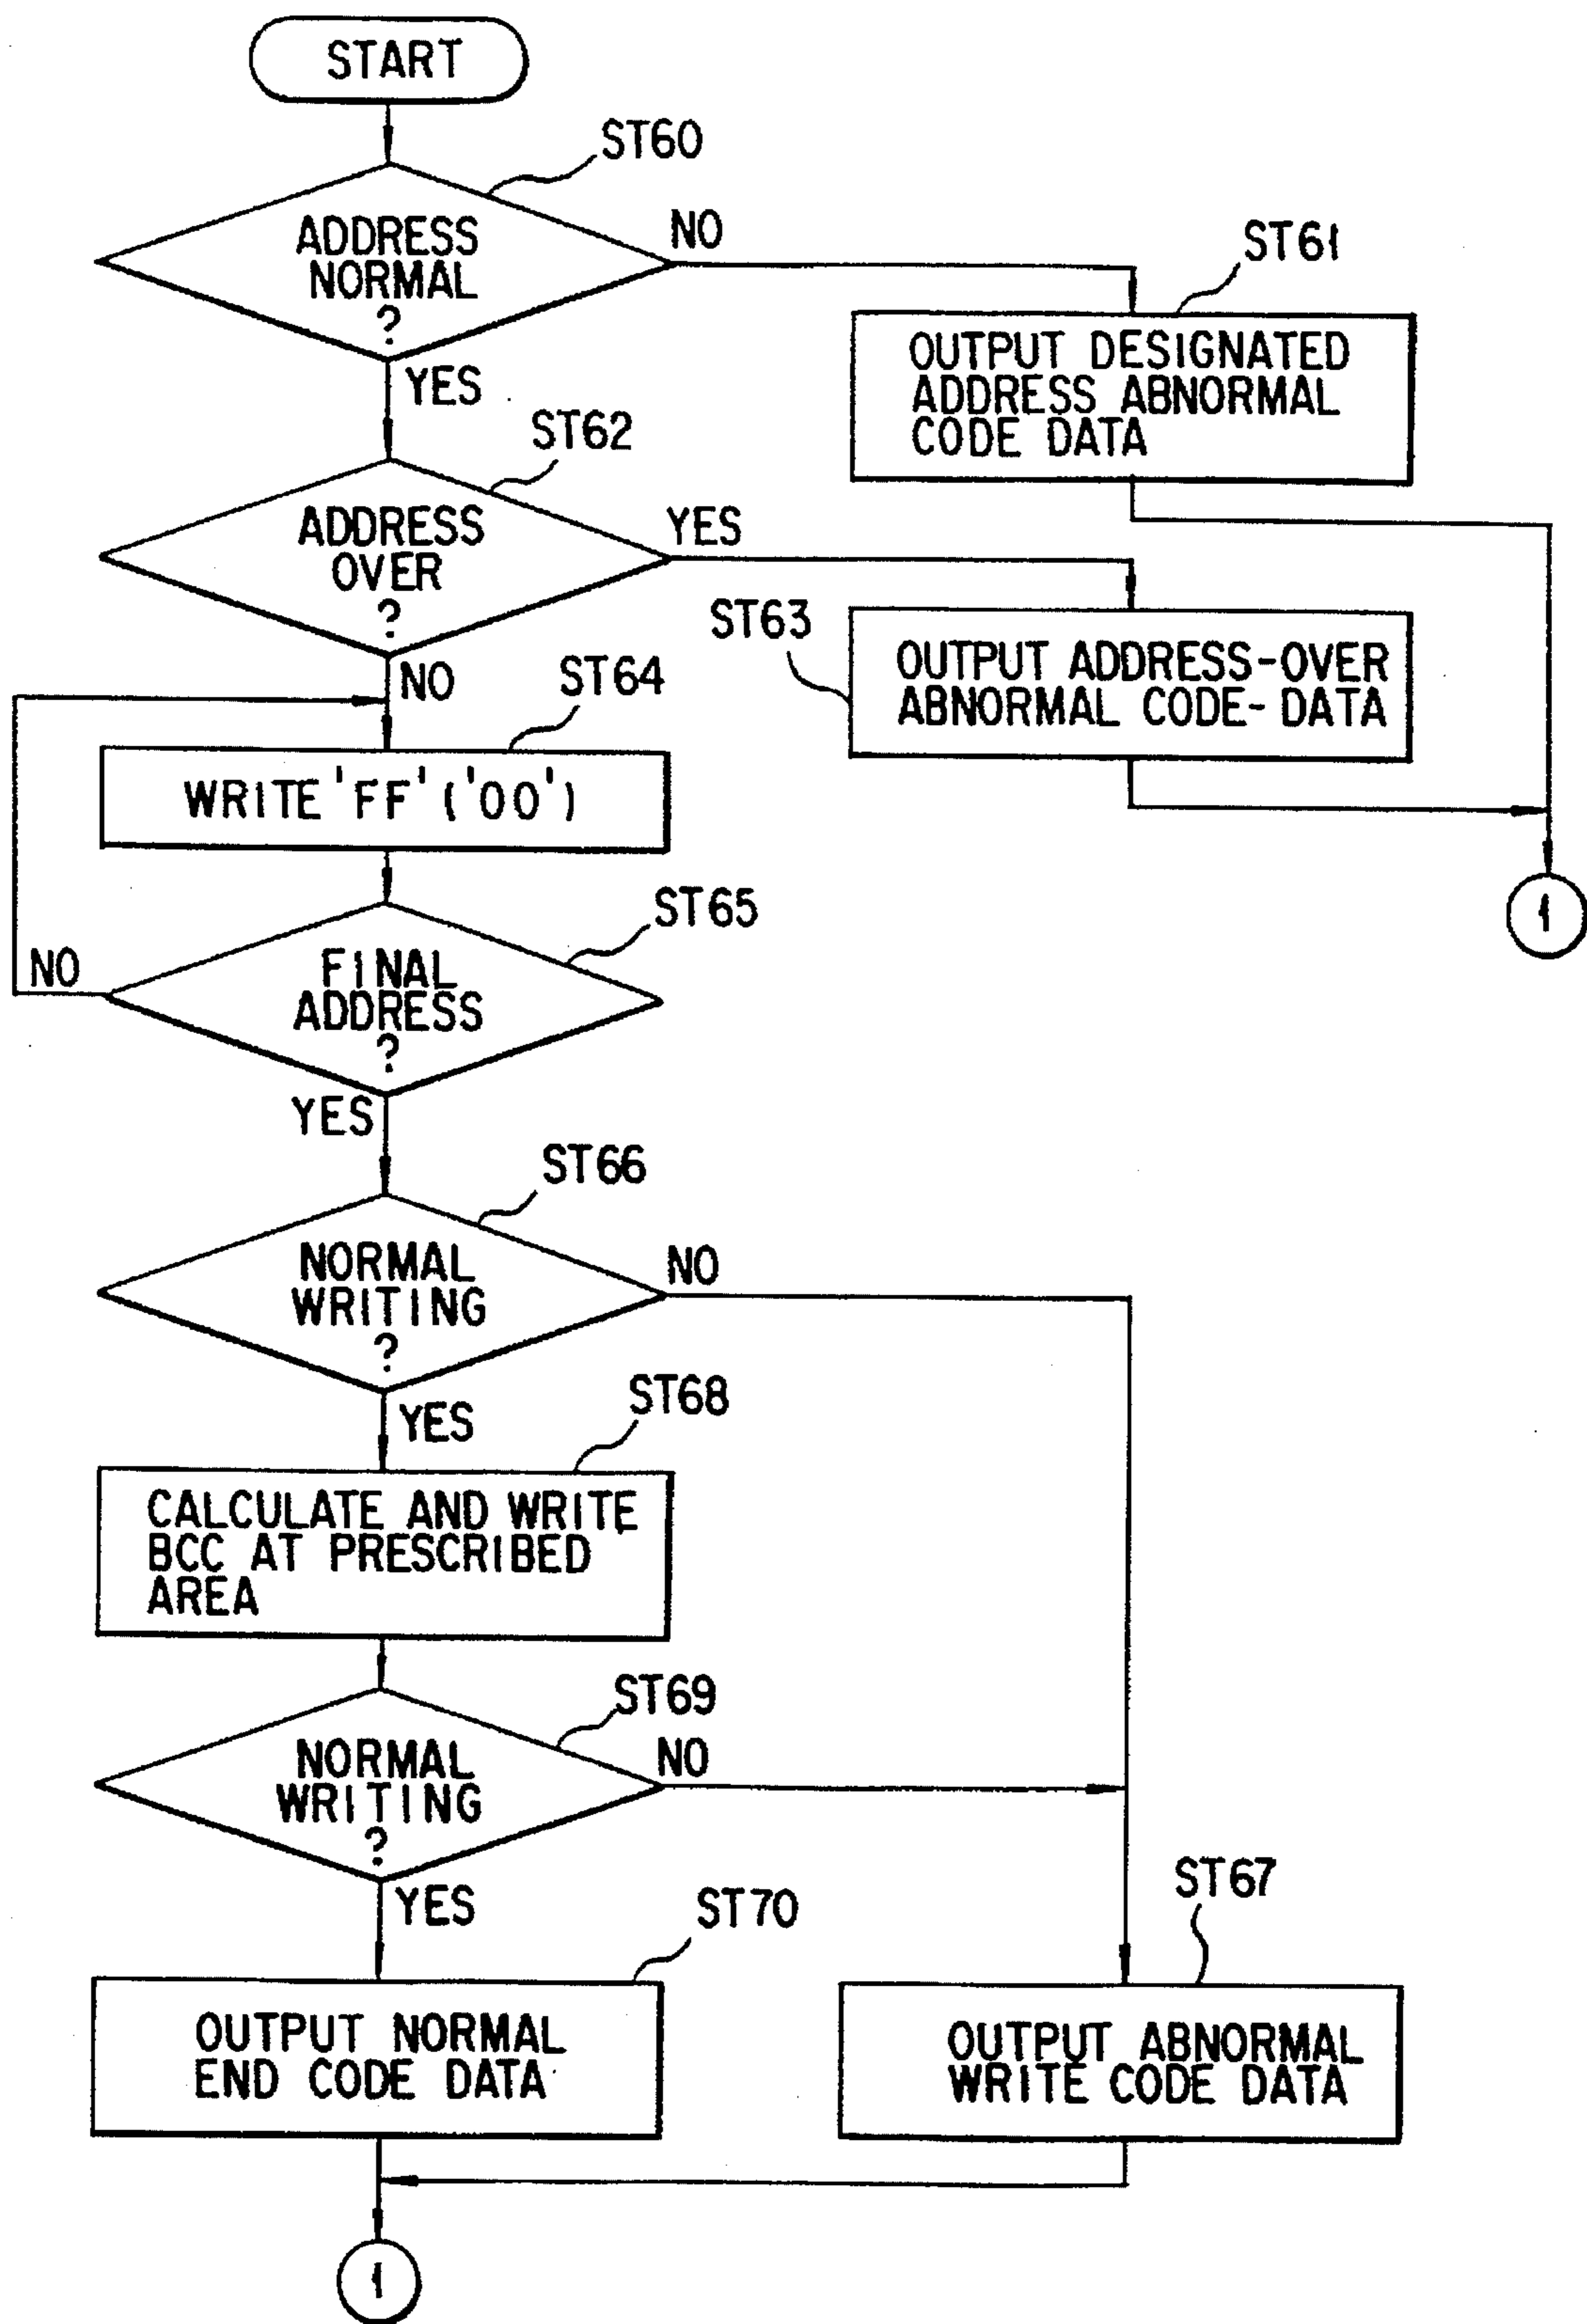 START
ST60
ADDRESS
NORMAL
?
NO
YES
ST61
OUTPUT DESIGNATED
ADDRESS ABNORMAL
CODE DATA
ST62
ADDRESS
OVER
?
YES
NO
ST63
OUTPUT ADDRESS-OVER
ABNORMAL CODE-DATA
ST64
WRITE 'FF' ('00')
1
ST65
FINAL
ADDRESS
?
NO
YES
ST66
NORMAL
WRITING
?
NO
YES
ST68
CALCULATE AND WRITE
BCC AT PRESCRIBED
AREA
ST69
NORMAL
WRITING
?
NO
YES
ST70
OUTPUT NORMAL
END CODE DATA
ST67
OUTPUT ABNORMAL
WRITE CODE DATA
1